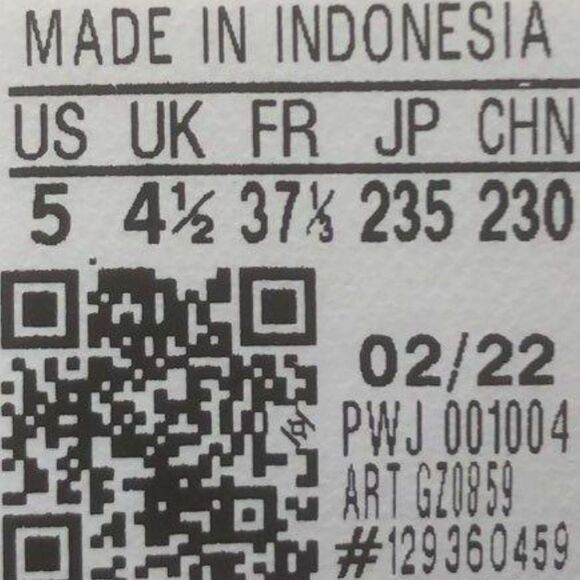 MADE IN INDONESIA
US UK FR JP CHN
5 4½ 37⅓ 235 230
02/22
PWJ 001004
ART GZ0859
#129360459